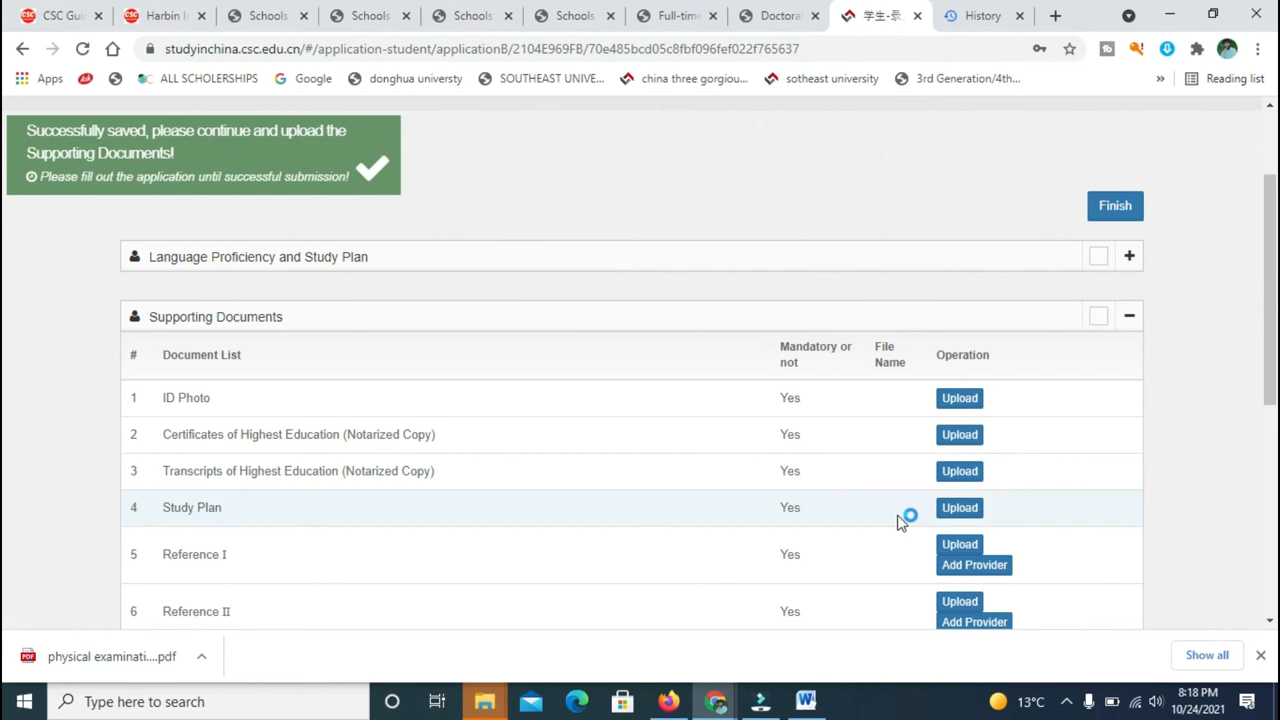 CSC Gui
Harbin In
Schools
Schools
Schools
Schools
Full-time
Doctoral
学生-录
History
studyinchina.csc.edu.cn/#/application-student/applicationB/2104E969FB/70e485bcd05c8fbf096fef022f765637
Apps
ALL SCHOLERSHIPS
Google
donghua universty
SOUTHEAST UNIVE...
china three gorgiou...
sotheast university
3rd Generation/4th...
»
Reading list
Successfully saved, please continue and upload the
Supporting Documents!
Please fill out the application until successful submission!
Finish
Language Proficiency and Study Plan
Supporting Documents
# Document List Mandatory or not File Name Operation
1 ID Photo Yes Upload
2 Certificates of Highest Education (Notarized Copy) Yes Upload
3 Transcripts of Highest Education (Notarized Copy) Yes Upload
4 Study Plan Yes Upload
5 Reference Ⅰ Yes Upload
Add Provider
6 Reference Ⅱ Yes Upload
Add Provider
PDF
physical examinati....pdf
Show all
Type here to search
13°C
8:18 PM
10/24/2021